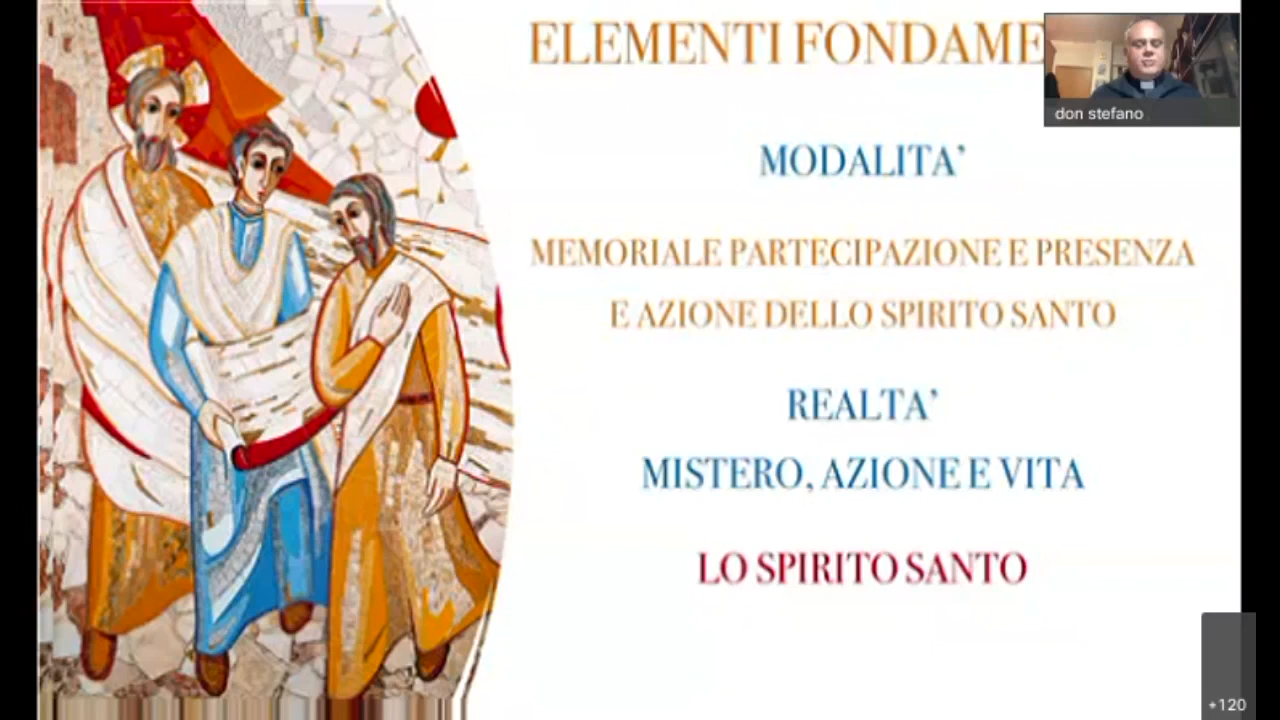 ELEMENTI FONDAME
don stefano
MODALITA’
MEMORIALE PARTECIPAZIONE E PRESENZA
E AZIONE DELLO SPIRITO SANTO
REALTA’
MISTERO, AZIONE E VITA
LO SPIRITO SANTO
+120